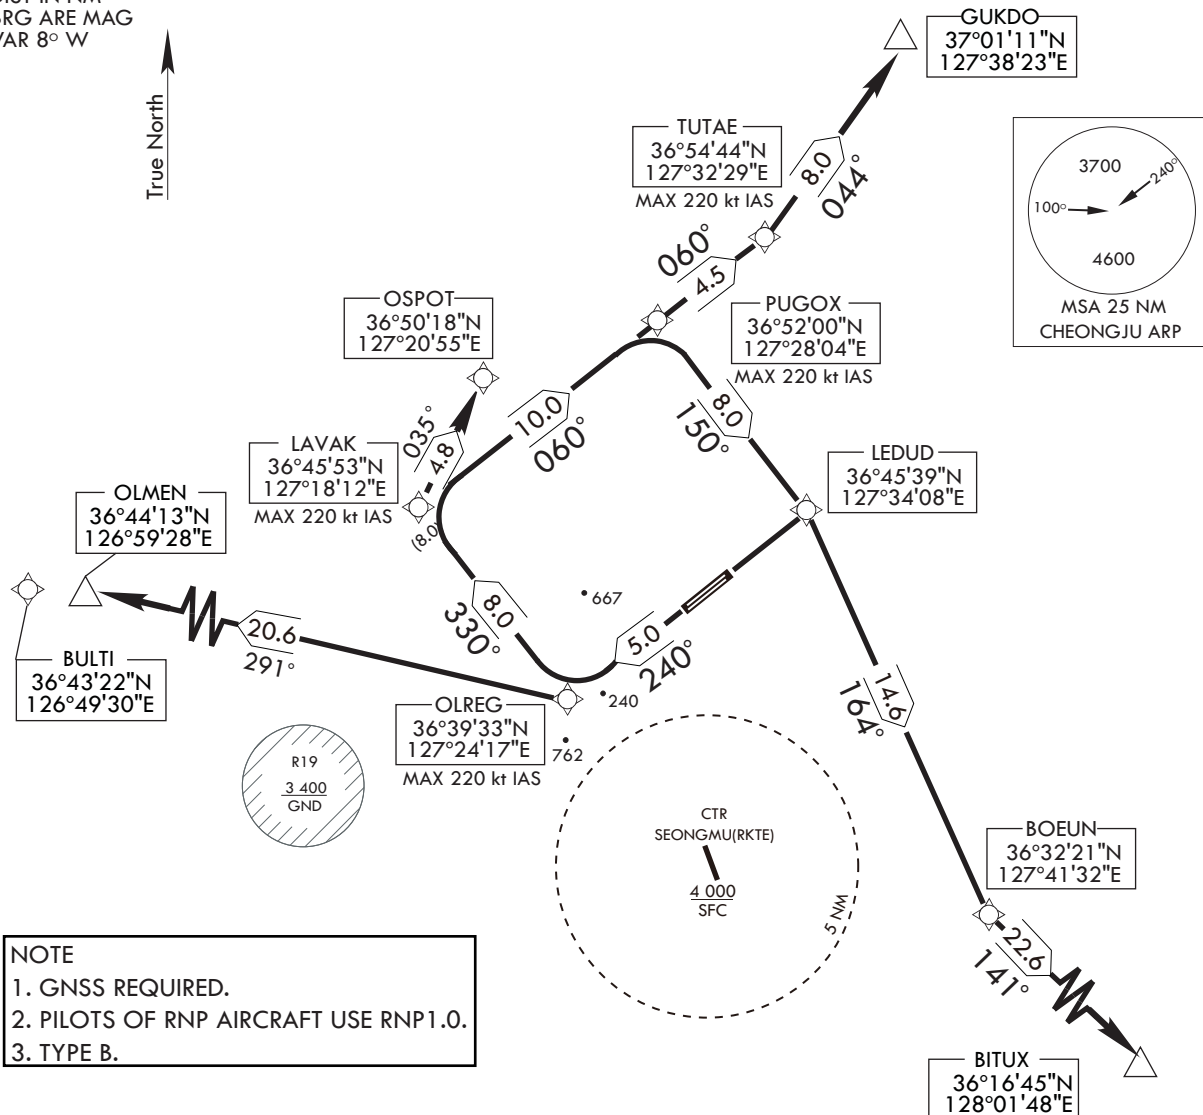 BRG ARE MAG
VAR 8° W
True North
GUKDO
37°01'11"N
127°38'23"E
TUTAE
36°54'44"N
127°32'29"E
MAX 220 kt IAS
8.0
044°
3700
240°
100°
4600
MSA 25 NM
CHEONGJU ARP
060°
4.5
OSPOT
36°50'18"N
127°20'55"E
PUGOX
36°52'00"N
127°28'04"E
MAX 220 kt IAS
035°
4.8
10.0
060°
8.0
150°
LAVAK
36°45'53"N
127°18'12"E
MAX 220 kt IAS
(8.0)
LEDUD
36°45'39"N
127°34'08"E
OLMEN
36°44'13"N
126°59'28"E
667
8.0
330°
5.0
240°
20.6
291°
BULTI
36°43'22"N
126°49'30"E
OLREG
36°39'33"N
127°24'17"E
MAX 220 kt IAS
240
762
14.6
164°
R19
3 400
GND
CTR
SEONGMU(RKTE)
4 000
SFC
5 NM
BOEUN
36°32'21"N
127°41'32"E
22.6
141°
NOTE
1. GNSS REQUIRED.
2. PILOTS OF RNP AIRCRAFT USE RNP1.0.
3. TYPE B.
BITUX
36°16'45"N
128°01'48"E